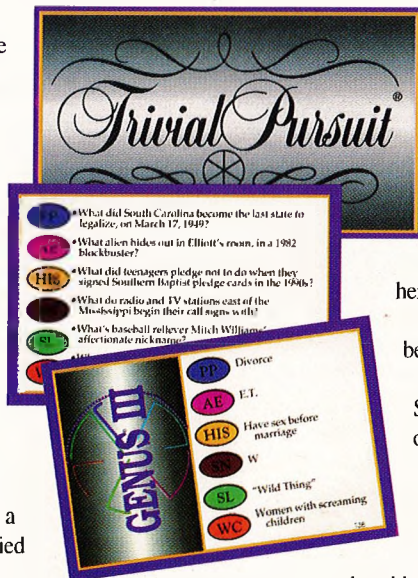 Trivial Pursuit®
PP
•What did South Carolina become the last state to
legalize, on March 17, 1949?
AE
•What alien hides out in Elliott's room, in a 1982
blockbuster?
HIS
•What did teenagers pledge not to do when they
signed Southern Baptist pledge cards in the 1990s?
•What do radio and TV stations east of the
Mississippi begin their call signs with?
SL
•What's baseball reliever Mitch Williams'
affectionate nickname?
GENUS III
PP
Divorce
AE
E.T.
HIS
Have sex before
marriage
SN
W
SL
"Wild Thing"
WC
Women with screaming
children
her
be
S
a
ied